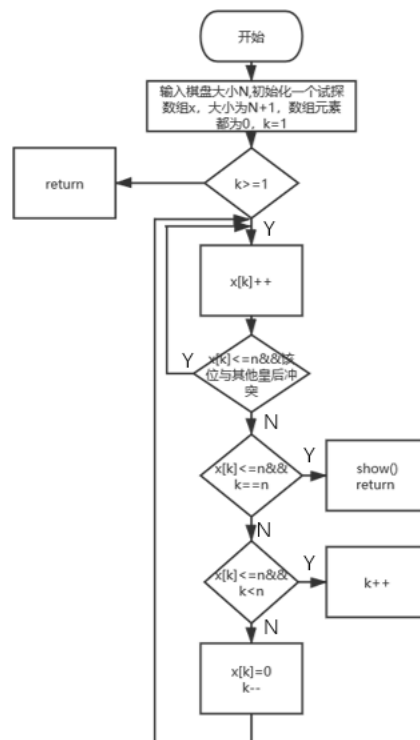 开始
输入棋盘大小N,初始化一个试探
数组x，大小为N+1，数组元素
都为0，k=1
return
k>=1
Y
x[k]++
Y
x[k]<=n&&该
位与其他皇后冲
突
N
x[k]<=n&&
k==n
Y
show()
return
N
x[k]<=n&&
k<n
Y
k++
N
x[k]=0
k--